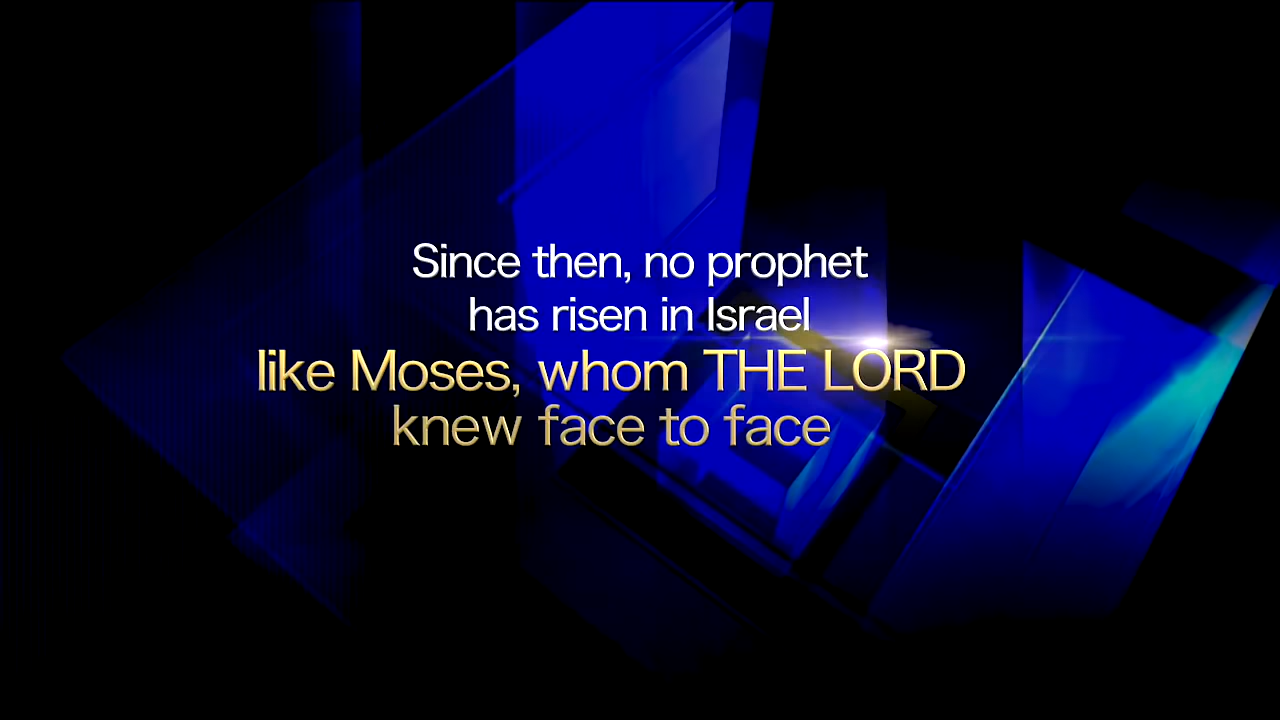 Since then, no prophet
has risen in Israel
like Moses, whom THE LORD
knew face to face